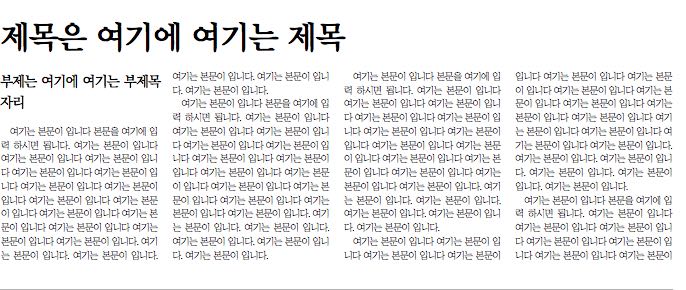 제목은 여기에 여기는 제목
부제는 여기에 여기는 부제목
자리
여기는 본문이 입니다 본문을 여기에 입
력 하시면 됩니다. 여기는 본문이 입니다
여기는 본문이 입니다 여기는 본문이 입니
다 여기는 본문이 입니다 여기는 본문이 입
니다 여기는 본문이 입니다 여기는 본문이
입니다 여기는 본문이 입니다 여기는 본문
이 입니다 여기는 본문이 입니다 여기는 본
문이 입니다 여기는 본문이 입니다 여기는
본문이 입니다 여기는 본문이 입니다. 여기
는 본문이 입니다. 여기는 본문이 입니다.
여기는 본문이 입니다. 여기는 본문이 입니
다. 여기는 본문이 입니다.
여기는 본문이 입니다 본문을 여기에 입
력 하시면 됩니다. 여기는 본문이 입니다
여기는 본문이 입니다 여기는 본문이 입니
다 여기는 본문이 입니다 여기는 본문이 입
니다 여기는 본문이 입니다 여기는 본문이
입니다 여기는 본문이 입니다 여기는 본문
이 입니다 여기는 본문이 입니다 여기는 본
문이 입니다 여기는 본문이 입니다 여기는
본문이 입니다 여기는 본문이 입니다. 여기
는 본문이 입니다. 여기는 본문이 입니다.
여기는 본문이 입니다. 여기는 본문이 입니
다. 여기는 본문이 입니다.
여기는 본문이 입니다 본문을 여기에 입
력 하시면 됩니다. 여기는 본문이 입니다
여기는 본문이 입니다 여기는 본문이 입니
다 여기는 본문이 입니다 여기는 본문이 입
니다 여기는 본문이 입니다 여기는 본문이
입니다 여기는 본문이 입니다 여기는 본문
이 입니다 여기는 본문이 입니다 여기는 본
문이 입니다 여기는 본문이 입니다 여기는
본문이 입니다 여기는 본문이 입니다. 여기
는 본문이 입니다. 여기는 본문이 입니다.
여기는 본문이 입니다. 여기는 본문이 입니
다. 여기는 본문이 입니다.
여기는 본문이 입니다 여기는 본문이 입
니다 여기는 본문이 입니다 여기는 본문이
입니다 여기는 본문이 입니다 여기는 본문
이 입니다 여기는 본문이 입니다 여기는 본
문이 입니다 여기는 본문이 입니다 여기는
본문이 입니다 여기는 본문이 입니다 여기
는 본문이 입니다 여기는 본문이 입니다 여
기는 본문이 입니다 여기는 본문이 입니다.
여기는 본문이 입니다. 여기는 본문이 입니
다. 여기는 본문이 입니다. 여기는 본문이
입니다. 여기는 본문이 입니다.
여기는 본문이 입니다 본문을 여기에 입
력 하시면 됩니다. 여기는 본문이 입니다
여기는 본문이 입니다 여기는 본문이 입니
다 여기는 본문이 입니다 여기는 본문이 입
니다 여기는 본문이 입니다 여기는 본문이